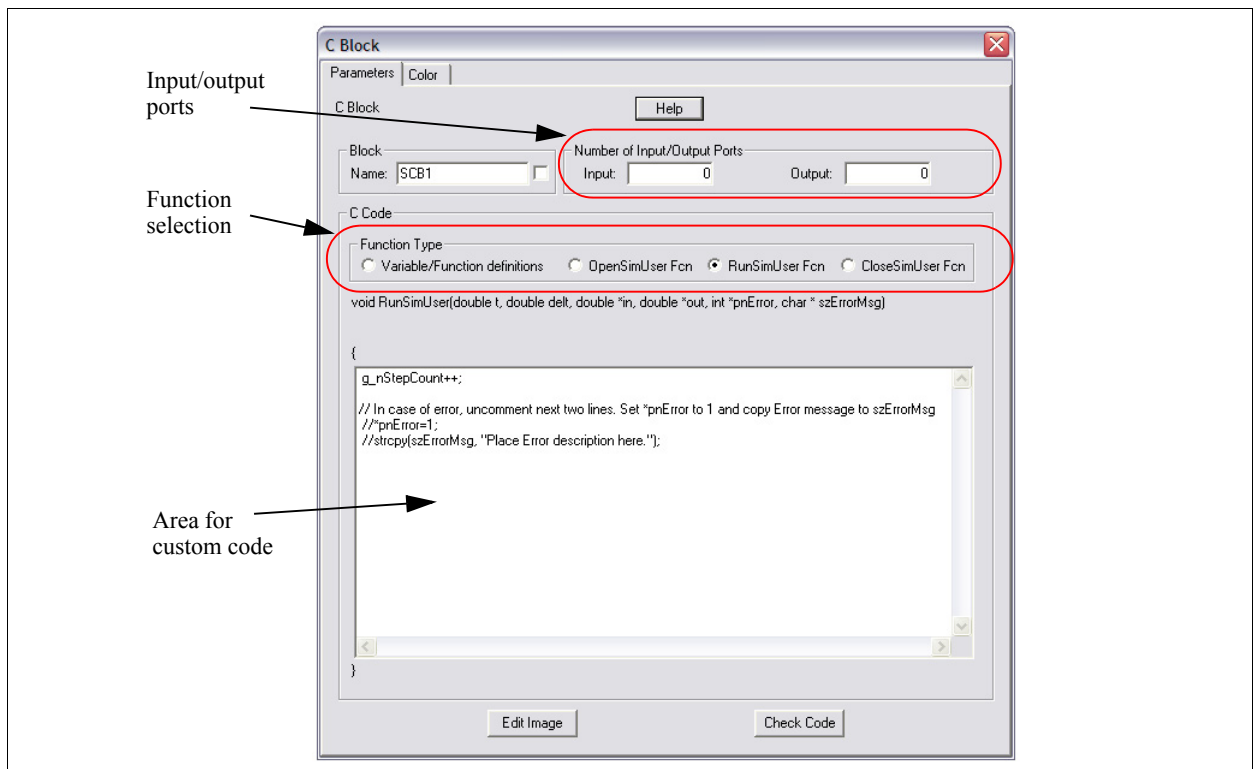 C Block
Parameters
Color
Input/output
ports
C Block
Help
Block
Name: SCB1
Number of Input/Output Ports
Input: 0
Output: 0
Function
selection
C Code
Function Type
Variable/Function definitions
OpenSimUser Fcn
RunSimUser Fcn
CloseSimUser Fcn
void RunSimUser(double t, double delt, double *in, double *out, int *pnError, char * szErrorMsg)
{
g_nStepCount++;
// In case of error, uncomment next two lines. Set *pnError to 1 and copy Error message to szErrorMsg
//*pnError=1;
//strcpy(szErrorMsg, "Place Error description here.");
Area for
custom code
}
Edit Image
Check Code